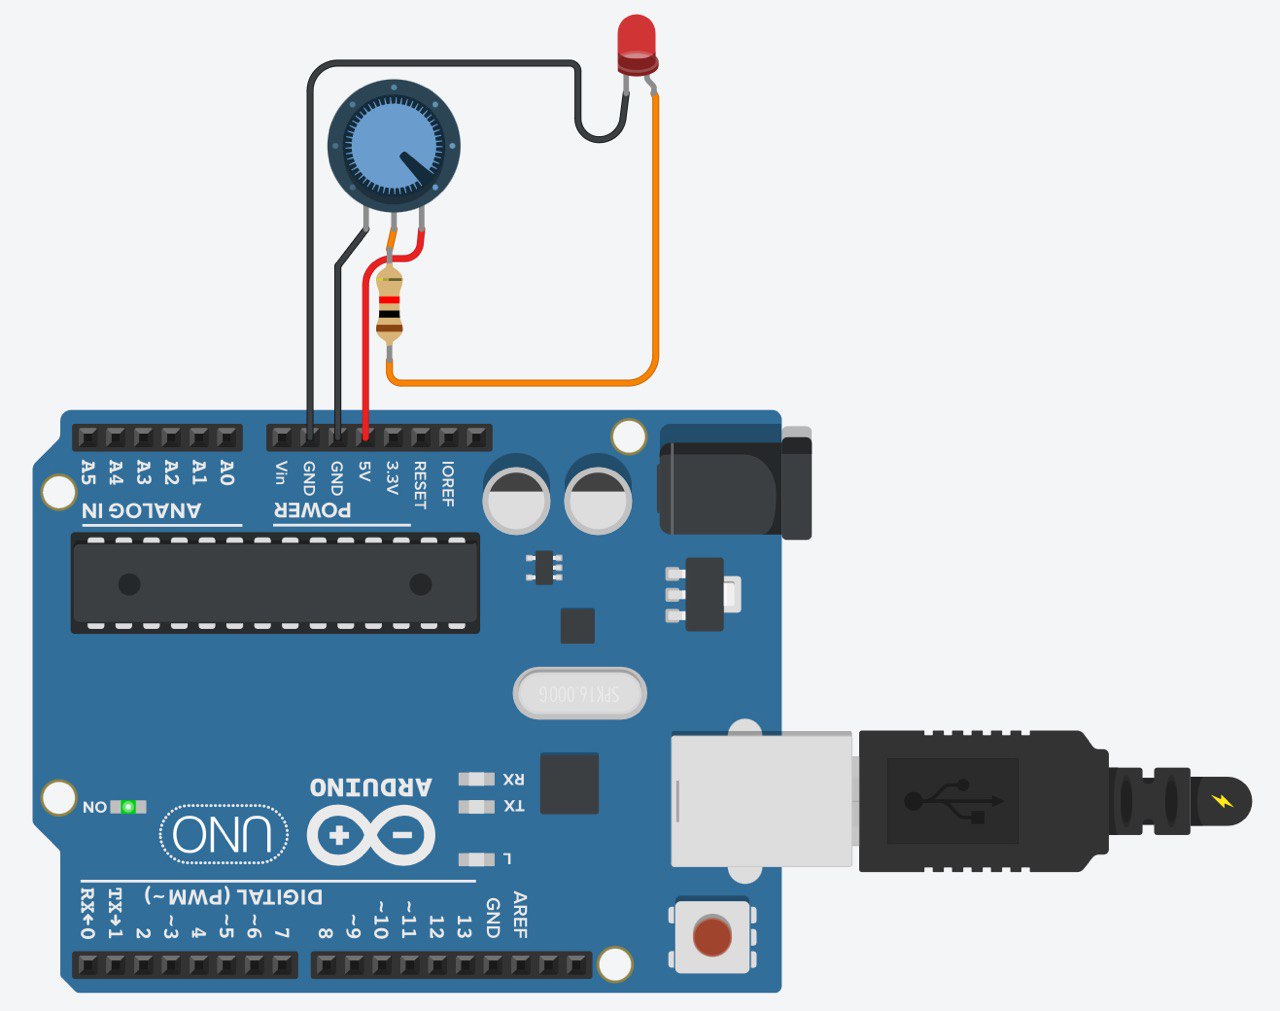 A5 A4 A3 A2 A1 A0
Vin GND GND 5V 3.3V RESET IOREF
ANALOG IN
POWER
SPK16.000G
RX
TX
L
ARDUINO
ON
UNO
DIGITAL (PWM~)
RX←0 TX→1 2 ~3 4 ~5 ~6 7 8 ~9 ~10 ~11 12 13 GND AREF